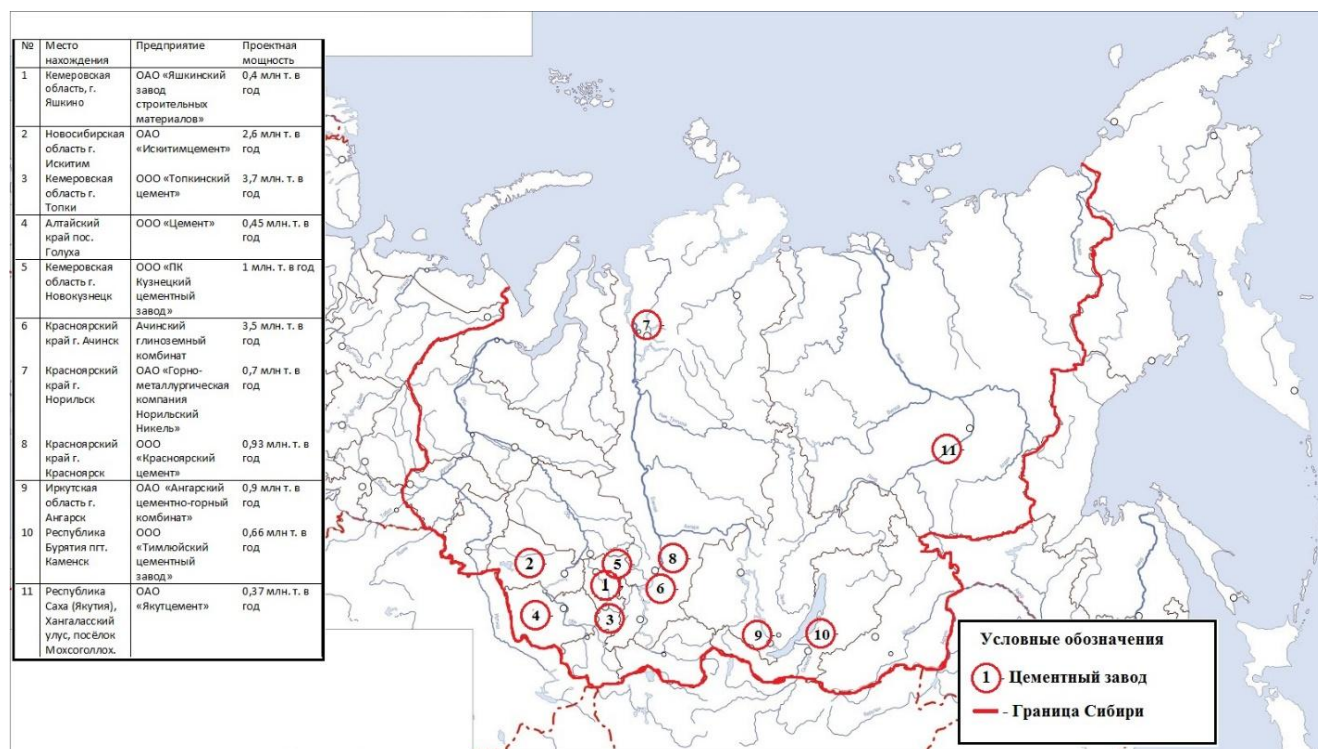 № Место нахождения Предприятие Проектная мощность
1 Кемеровская область, г. Яшкино ОАО «Яшкинский завод строительных материалов» 0,4 млн т. в год
2 Новосибирская область г. Искитим ОАО «Искитимцемент» 2,6 млн т. в год
3 Кемеровская область г. Топки ООО «Топкинский цемент» 3,7 млн. т. в год
4 Алтайский край пос. Голуха ООО «Цемент» 0,45 млн. т. в год
5 Кемеровская область г. Новокузнецк ООО «ПК Кузнецкий цементный завод» 1 млн. т. в год
6 Красноярский край г. Ачинск Ачинский глиноземный комбинат 3,5 млн. т. в год
7 Красноярский край г. Норильск ОАО «Горно-металлургическая компания Норильский Никель» 0,7 млн. т. в год
8 Красноярский край г. Красноярск ООО «Красноярский цемент» 0,93 млн. т. в год
9 Иркутская область г. Ангарск ОАО «Ангарский цементно-горный комбинат» 0,9 млн т. в год
10 Республика Бурятия пгт. Каменск ООО «Тимлюйский цементный завод» 0,66 млн. т. в год
11 Республика Саха (Якутия), Хангаласский улус, посёлок Мохсоголлох. ОАО «Якутцемент» 0,37 млн. т. в год
7
11
2
5
8
1
6
4
3
9
10
Условные обозначения
1 - Цементный завод
- Граница Сибири